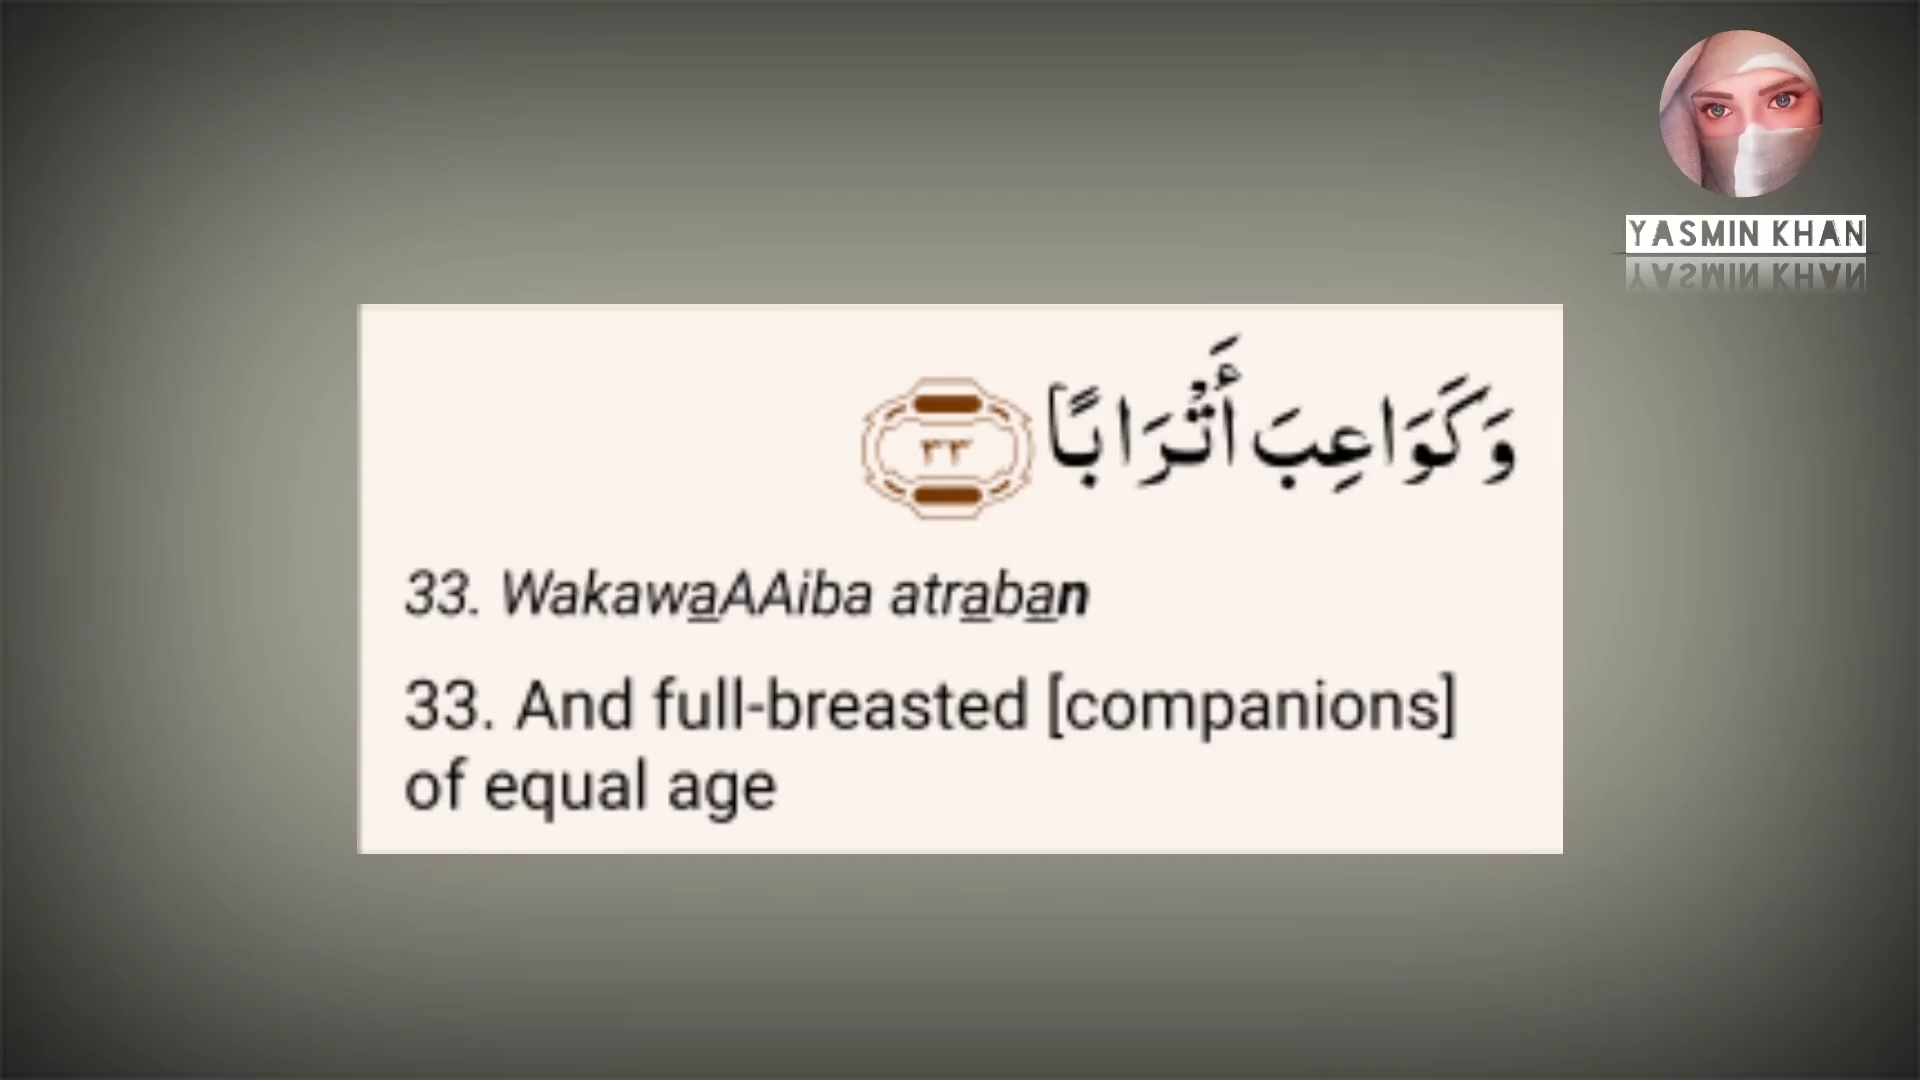 YASMIN KHAN
وَكَوَاعِبَ أَتْرَابًا ٣٣
33. WakawaAAiba atraban
33. And full-breasted [companions]
of equal age